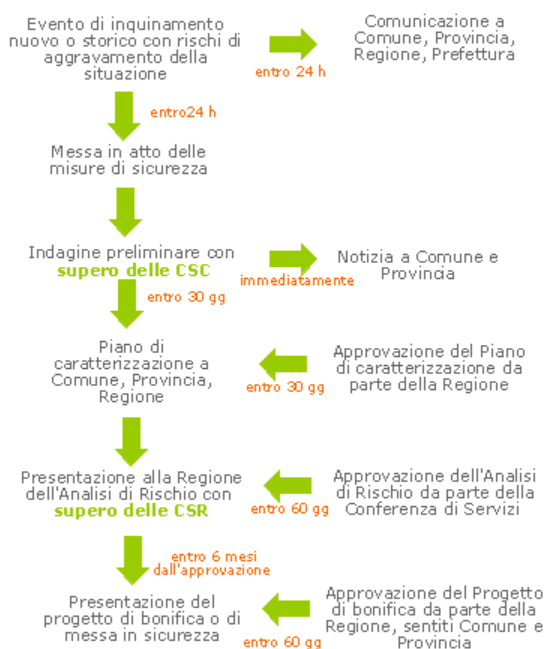 Evento di inquinamento
nuovo o storico con rischi di
aggravamento della
situazione
entro 24 h
Comunicazione a
Comune, Provincia,
Regione, Prefettura
entro24 h
Messa in atto delle
misure di sicurezza
Indagine preliminare con
supero delle CSC
immediatamente
Notizia a Comune e
Provincia
entro 30 gg
Piano di
caratterizzazione a
Comune, Provincia,
Regione
entro 30 gg
Approvazione del Piano
di caratterizzazione da
parte della Regione
Presentazione alla Regione
dell'Analisi di Rischio con
supero delle CSR
entro 60 gg
Approvazione dell'Analisi
di Rischio da parte della
Conferenza di Servizi
entro 6 mesi
dall'approvazione
Presentazione del
progetto di bonifica o di
messa in sicurezza
entro 60 gg
Approvazione del Progetto
di bonifica da parte della
Regione, sentiti Comune e
Provincia